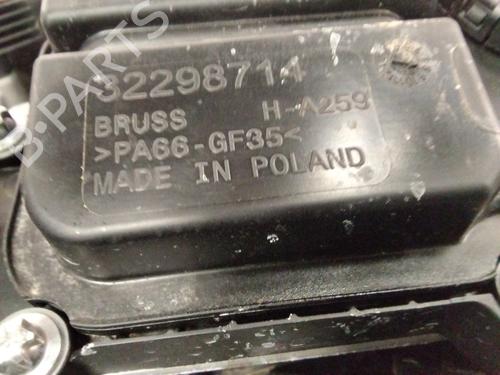 32298714
BRUSS H-A259
>PA66-GF35<
MADE IN POLAND
B-PARTS